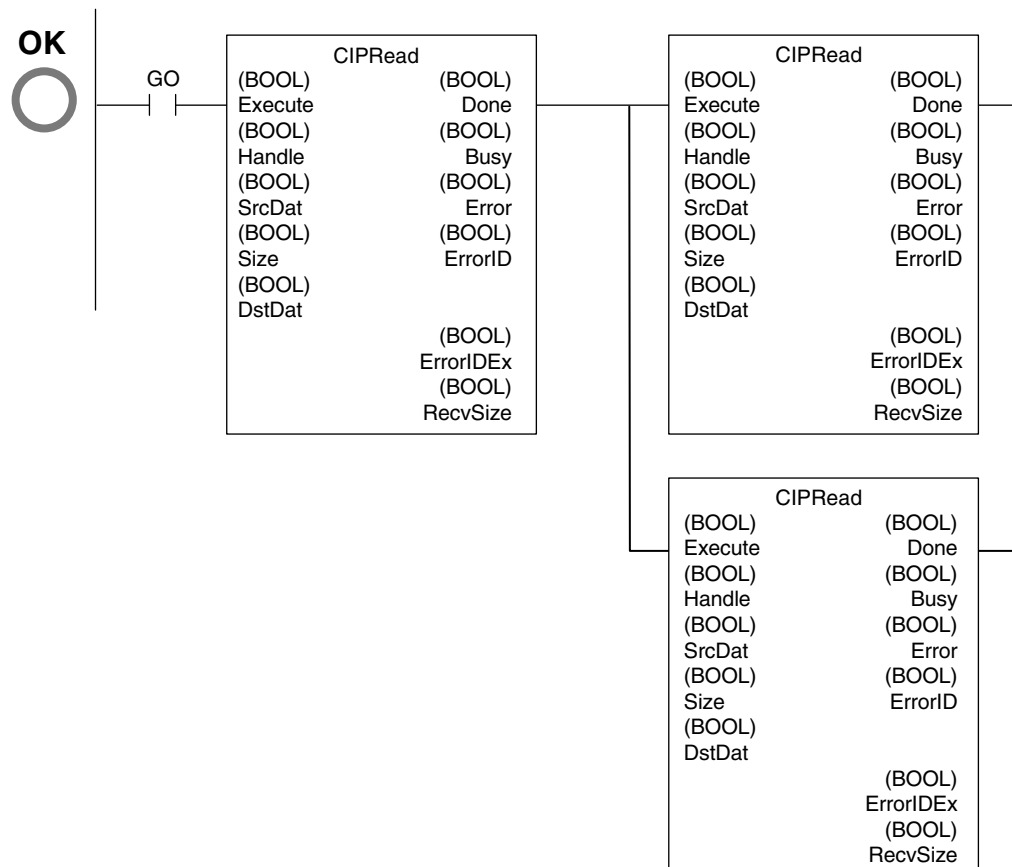 OK
GO
CIPRead
(BOOL) (BOOL)
Execute Done
(BOOL) (BOOL)
Handle Busy
(BOOL) (BOOL)
SrcDat Error
(BOOL) (BOOL)
Size ErrorID
(BOOL)
DstDat
(BOOL)
ErrorIDEx
(BOOL)
RecvSize
CIPRead
(BOOL) (BOOL)
Execute Done
(BOOL) (BOOL)
Handle Busy
(BOOL) (BOOL)
SrcDat Error
(BOOL) (BOOL)
Size ErrorID
(BOOL)
DstDat
(BOOL)
ErrorIDEx
(BOOL)
RecvSize
CIPRead
(BOOL) (BOOL)
Execute Done
(BOOL) (BOOL)
Handle Busy
(BOOL) (BOOL)
SrcDat Error
(BOOL) (BOOL)
Size ErrorID
(BOOL)
DstDat
(BOOL)
ErrorIDEx
(BOOL)
RecvSize